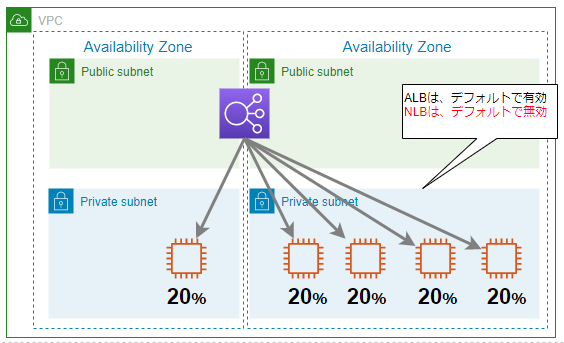 VPC
Availability Zone
Availability Zone
Public subnet
Public subnet
ALBは、デフォルトで有効
NLBは、デフォルトで無効
Private subnet
Private subnet
20%
20%
20%
20%
20%